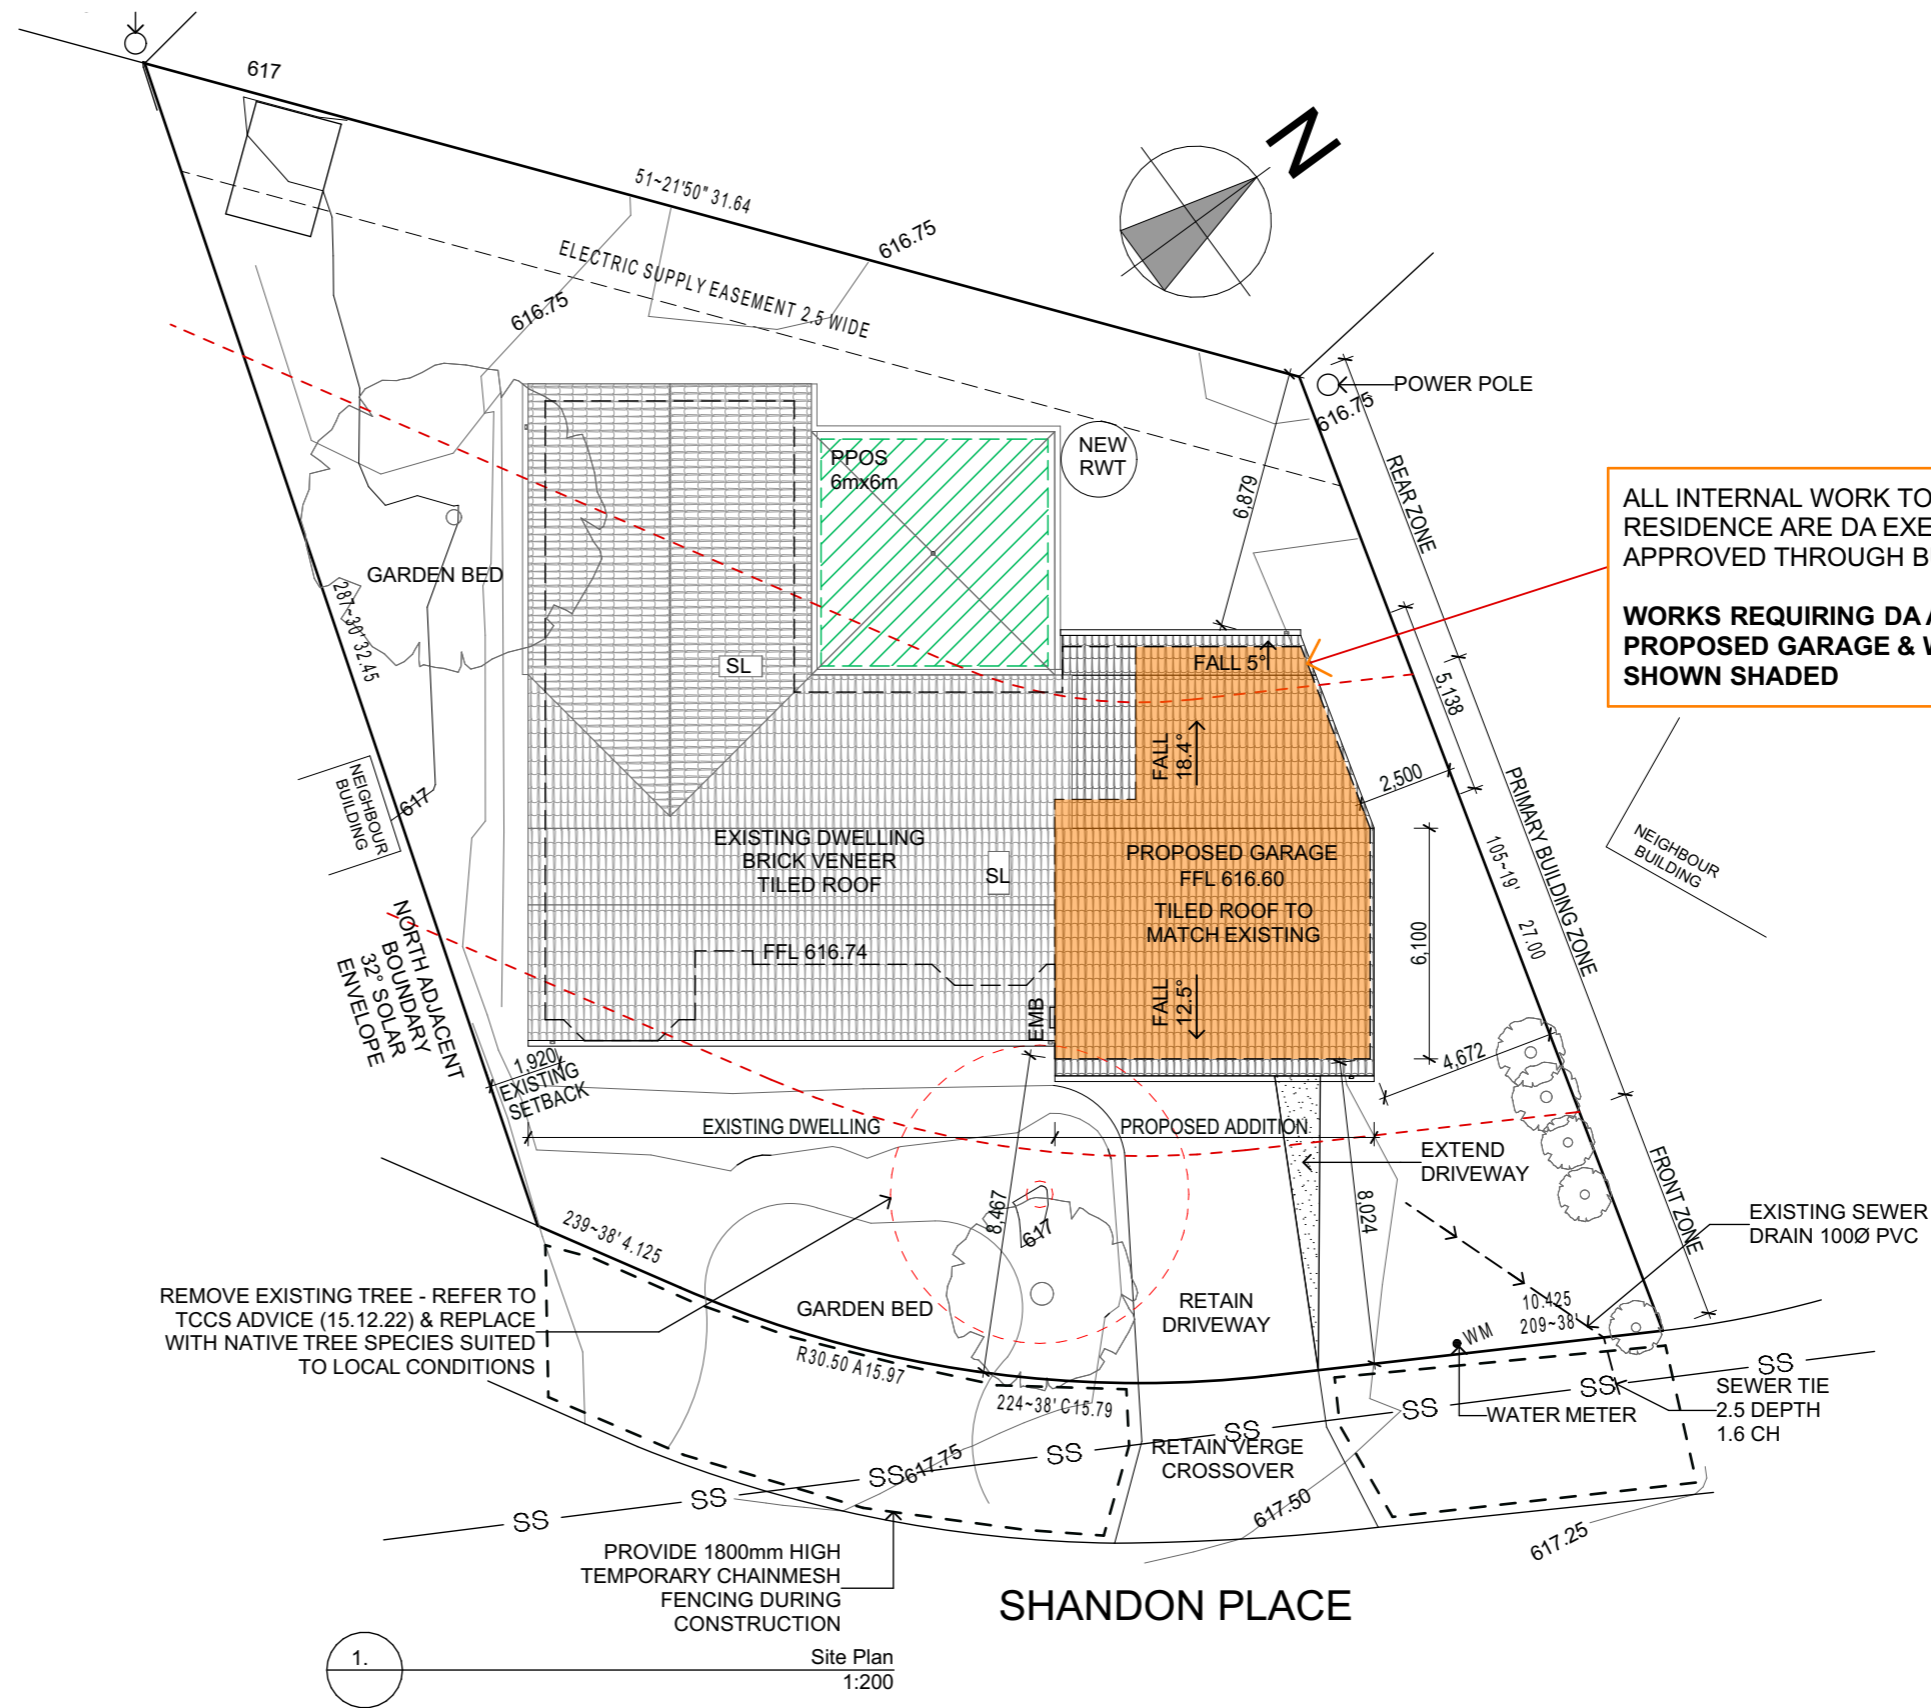 617
N
51~21'50" 31.64
616.75
ELECTRIC SUPPLY EASEMENT 2.5 WIDE
616.75
POWER POLE
616.75
PPOS
6mx6m
NEW
RWT
6,879
REAR ZONE
ALL INTERNAL WORK TO
RESIDENCE ARE DA EXE
APPROVED THROUGH B
WORKS REQUIRING DA A
PROPOSED GARAGE & W
SHOWN SHADED
GARDEN BED
287~30' 32.45
SL
FALL 5°
5,138
FALL
18.4°
2,500
PRIMARY BUILDING ZONE
NEIGHBOUR
BUILDING
617
NEIGHBOUR
BUILDING
EXISTING DWELLING
BRICK VENEER
TILED ROOF
SL
PROPOSED GARAGE
FFL 616.60
TILED ROOF TO
MATCH EXISTING
105~19' 27.00
6,100
NORTH ADJACENT
BOUNDARY
32° SOLAR
ENVELOPE
FFL 616.74
EMB
FALL
12.5°
1,920
EXISTING
SETBACK
4,672
EXISTING DWELLING
PROPOSED ADDITION
EXTEND
DRIVEWAY
FRONT ZONE
8,467
617
8,024
EXISTING SEWER
DRAIN 100Ø PVC
239~38' 4.125
REMOVE EXISTING TREE - REFER TO
TCCS ADVICE (15.12.22) & REPLACE
WITH NATIVE TREE SPECIES SUITED
TO LOCAL CONDITIONS
GARDEN BED
RETAIN
DRIVEWAY
10.425
209~38'
WM
R30.50 A15.97
224~38' C15.79
SS
SS
SS
SS
SS
SS
SS
SS
SEWER TIE
2.5 DEPTH
1.6 CH
WATER METER
RETAIN VERGE
CROSSOVER
617.75
617.50
617.25
PROVIDE 1800mm HIGH
TEMPORARY CHAINMESH
FENCING DURING
CONSTRUCTION
SHANDON PLACE
1.
Site Plan
1:200